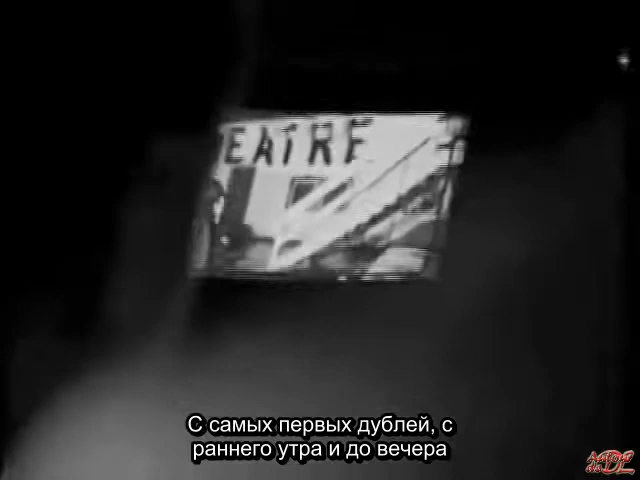 EATRE
С самых первых дублей, с
раннего утра и до вечера